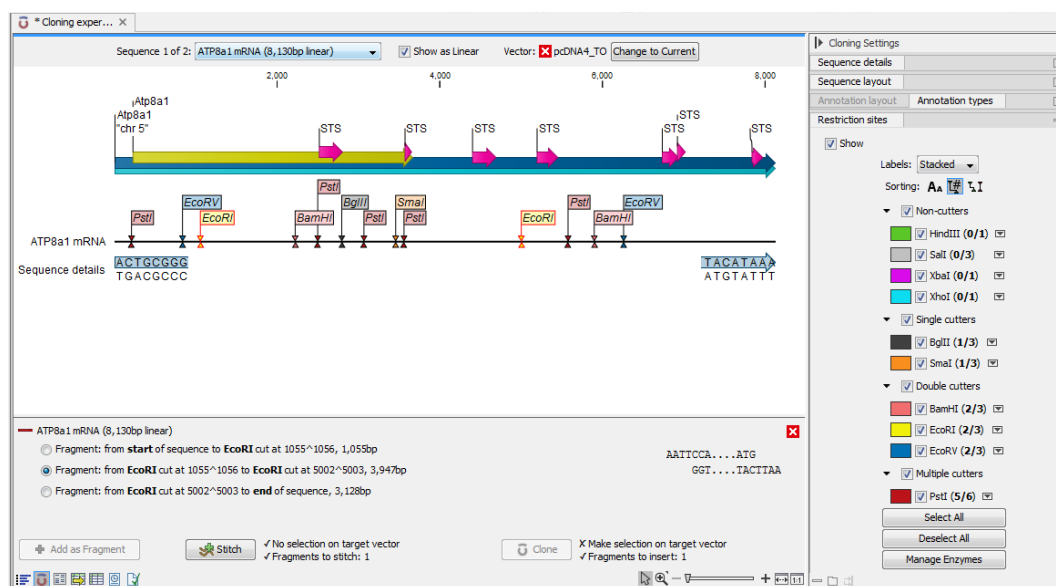 * Cloning exper... ×
Sequence 1 of 2: ATP8a1 mRNA (8,130bp linear) Show as Linear Vector: pcDNA4_TO Change to Current
2,000 4,000 6,000 8,000
Atp8a1
Atp8a1
"chr 5" STS STS STS STS STS STS STS
PstI
EcoRV BglII SmaI EcoRV
PstI EcoRI BamHI PstI PstI EcoRI PstI BamHI
ATP8a1 mRNA
Sequence details
ACTGCGGG TACATAAA
TGACGCCC ATGTATTT
ATP8a1 mRNA (8,130bp linear)
Fragment: from start of sequence to EcoRI cut at 1055^1056, 1,055bp
Fragment: from EcoRI cut at 1055^1056 to EcoRI cut at 5002^5003, 3,947bp
Fragment: from EcoRI cut at 5002^5003 to end of sequence, 3,128bp
AATTCCA....ATG
GGT....TACTTAA
Add as Fragment
Stitch
✓ No selection on target vector
✓ Fragments to stitch: 1
Clone
X Make selection on target vector
✓ Fragments to insert: 1
Cloning Settings
Sequence details
Sequence layout
Annotation layout Annotation types
Restriction sites
Show
Labels: Stacked
Sorting:
Non-cutters
HindIII (0/1)
SalI (0/3)
XbaI (0/1)
XhoI (0/1)
Single cutters
BglII (1/3)
SmaI (1/3)
Double cutters
BamHI (2/3)
EcoRI (2/3)
EcoRV (2/3)
Multiple cutters
PstI (5/6)
Select All
Deselect All
Manage Enzymes